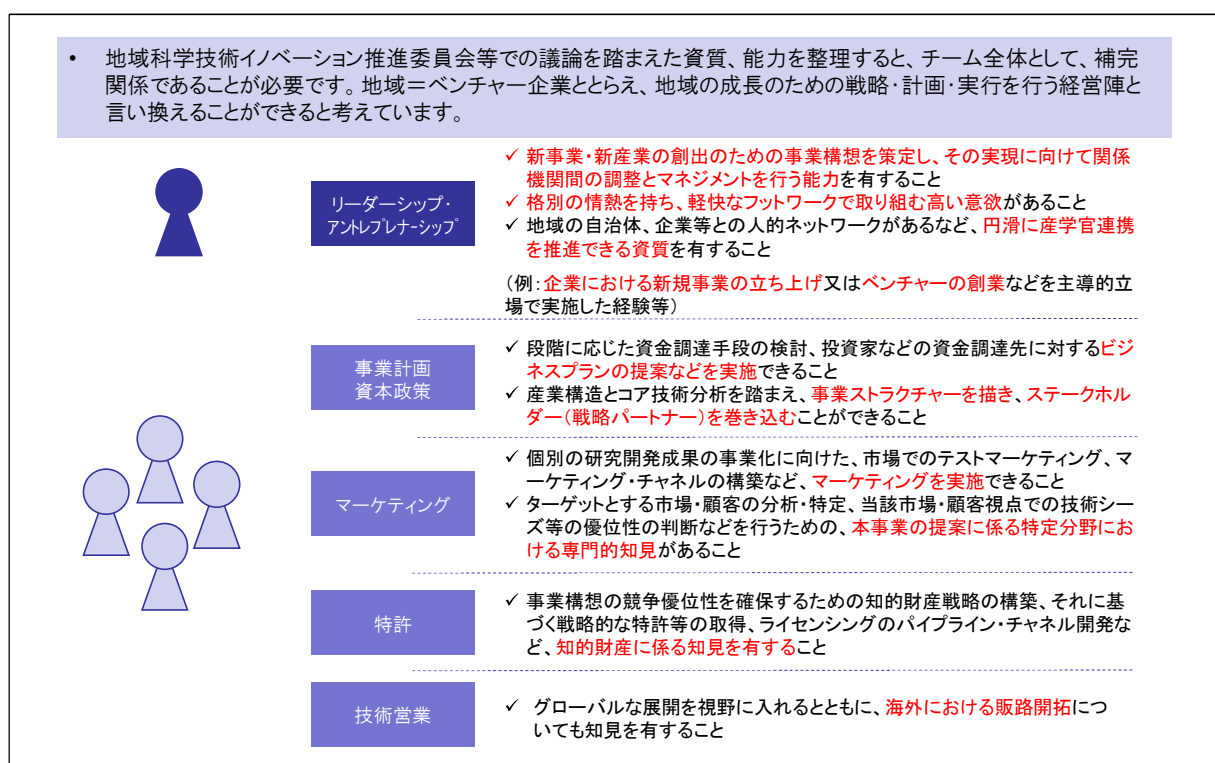 • 地域科学技術イノベーション推進委員会等での議論を踏まえた資質、能力を整理すると、チーム全体として、補完
関係であることが必要です。地域＝ベンチャー企業ととらえ、地域の成長のための戦略・計画・実行を行う経営陣と
言い換えることができると考えています。
リーダーシップ・
アントレプレナーシップ
✓ 新事業・新産業の創出のための事業構想を策定し、その実現に向けて関係
機関間の調整とマネジメントを行う能力を有すること
✓ 格別の情熱を持ち、軽快なフットワークで取り組む高い意欲があること
✓ 地域の自治体、企業等との人的ネットワークがあるなど、円滑に産学官連携
を推進できる資質を有すること
（例：企業における新規事業の立ち上げ又はベンチャーの創業などを主導的立
場で実施した経験等）
事業計画
資本政策
✓ 段階に応じた資金調達手段の検討、投資家などの資金調達先に対するビジ
ネスプランの提案などを実施できること
✓ 産業構造とコア技術分析を踏まえ、事業ストラクチャーを描き、ステークホル
ダー（戦略パートナー）を巻き込むことができること
マーケティング
✓ 個別の研究開発成果の事業化に向けた、市場でのテストマーケティング、マ
ーケティング・チャネルの構築など、マーケティングを実施できること
✓ ターゲットとする市場・顧客の分析・特定、当該市場・顧客視点での技術シー
ズ等の優位性の判断などを行うための、本事業の提案に係る特定分野にお
ける専門的知見があること
特許
✓ 事業構想の競争優位性を確保するための知的財産戦略の構築、それに基
づく戦略的な特許等の取得、ライセンシングのパイプライン・チャネル開発な
ど、知的財産に係る知見を有すること
技術営業
✓ グローバルな展開を視野に入れるとともに、海外における販路開拓につ
いても知見を有すること